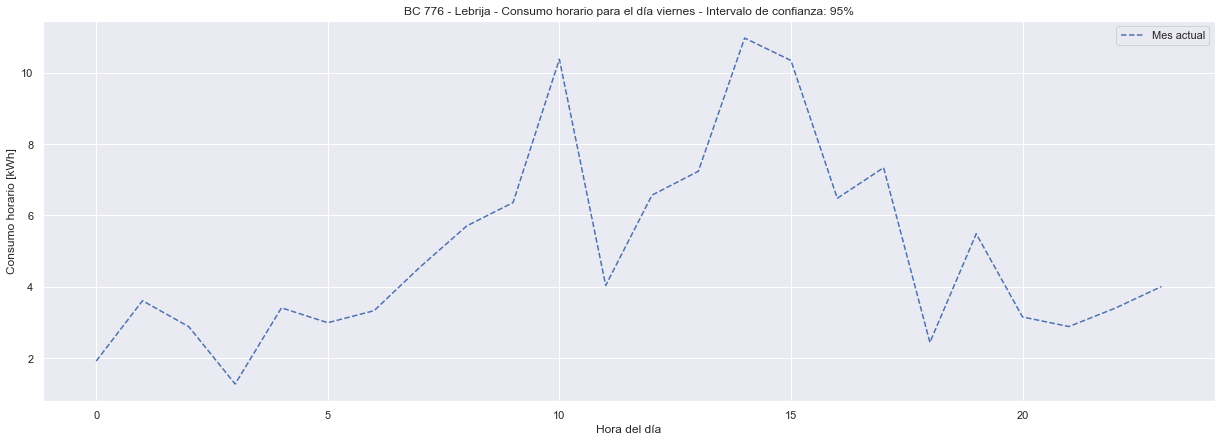 BC 776 - Lebrija - Consumo horario para el día viernes - Intervalo de confianza: 95%
Mes actual
Consumo horario [kWh]
10
8
6
4
2
0 5 10 15 20
Hora del día